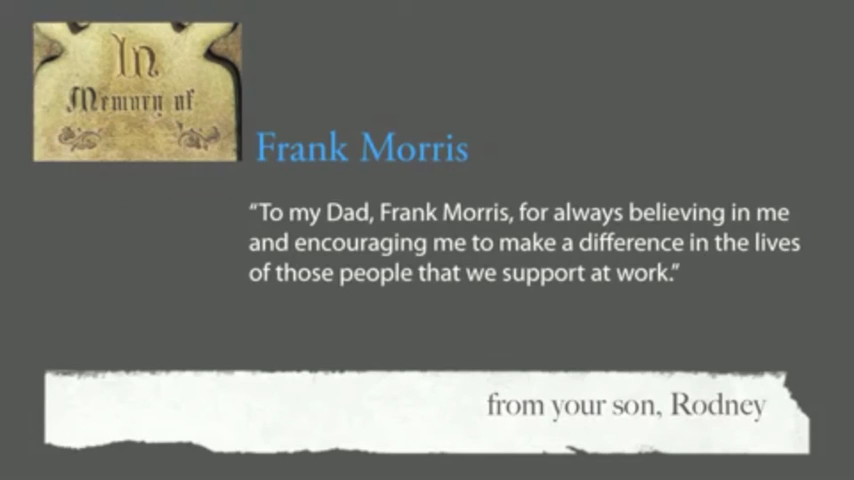 In
Memory of
Frank Morris
“To my Dad, Frank Morris, for always believing in me
and encouraging me to make a difference in the lives
of those people that we support at work.”
from your son, Rodney